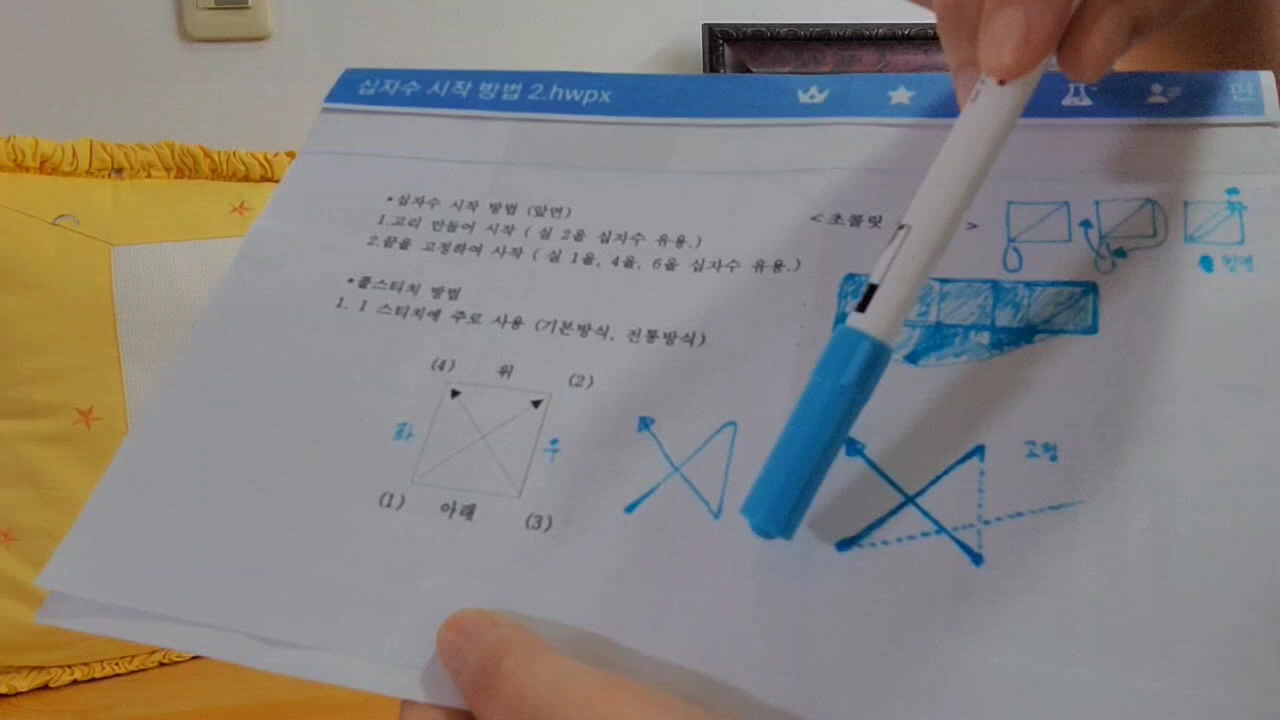 십자수 시작 방법 2.hwpx
편
*십자수 시작 방법 (앞면)
1.고리 만들어 시작 ( 실 2올 십자수 유용.)
2.끝을 고정하여 시작 ( 실 1올, 4올, 6올 십자수 유용.)
*풀스티치 방법
1. 1 스티치에 주로 사용 (기본방식, 전통방식)
(4) 위 (2)
좌 우
(1) 아래 (3)
< 초콜릿 >
뒷면
고정